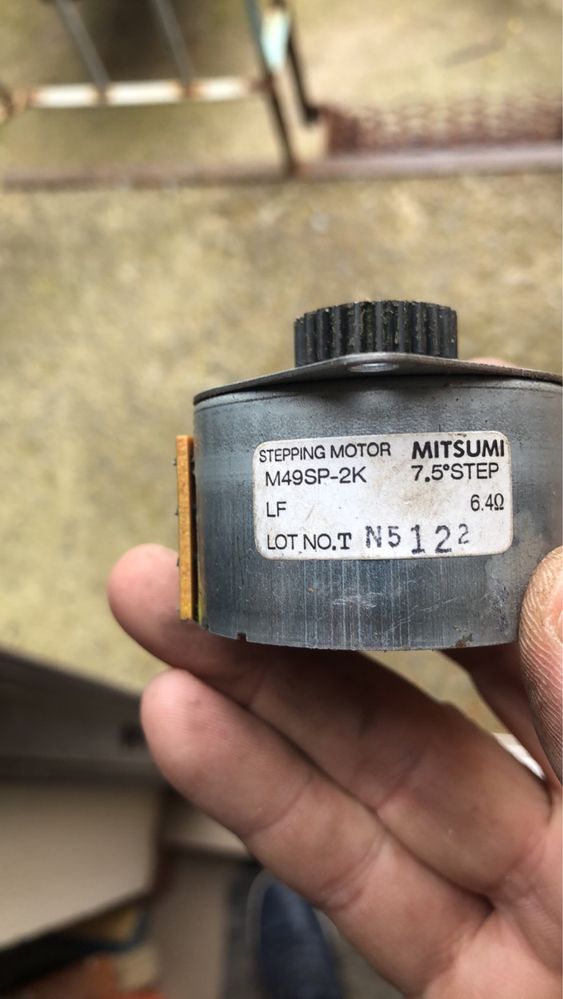 STEPPING MOTOR MITSUMI
M49SP-2K 7.5°STEP
LF 6.4Ω
LOT NO.T N5122